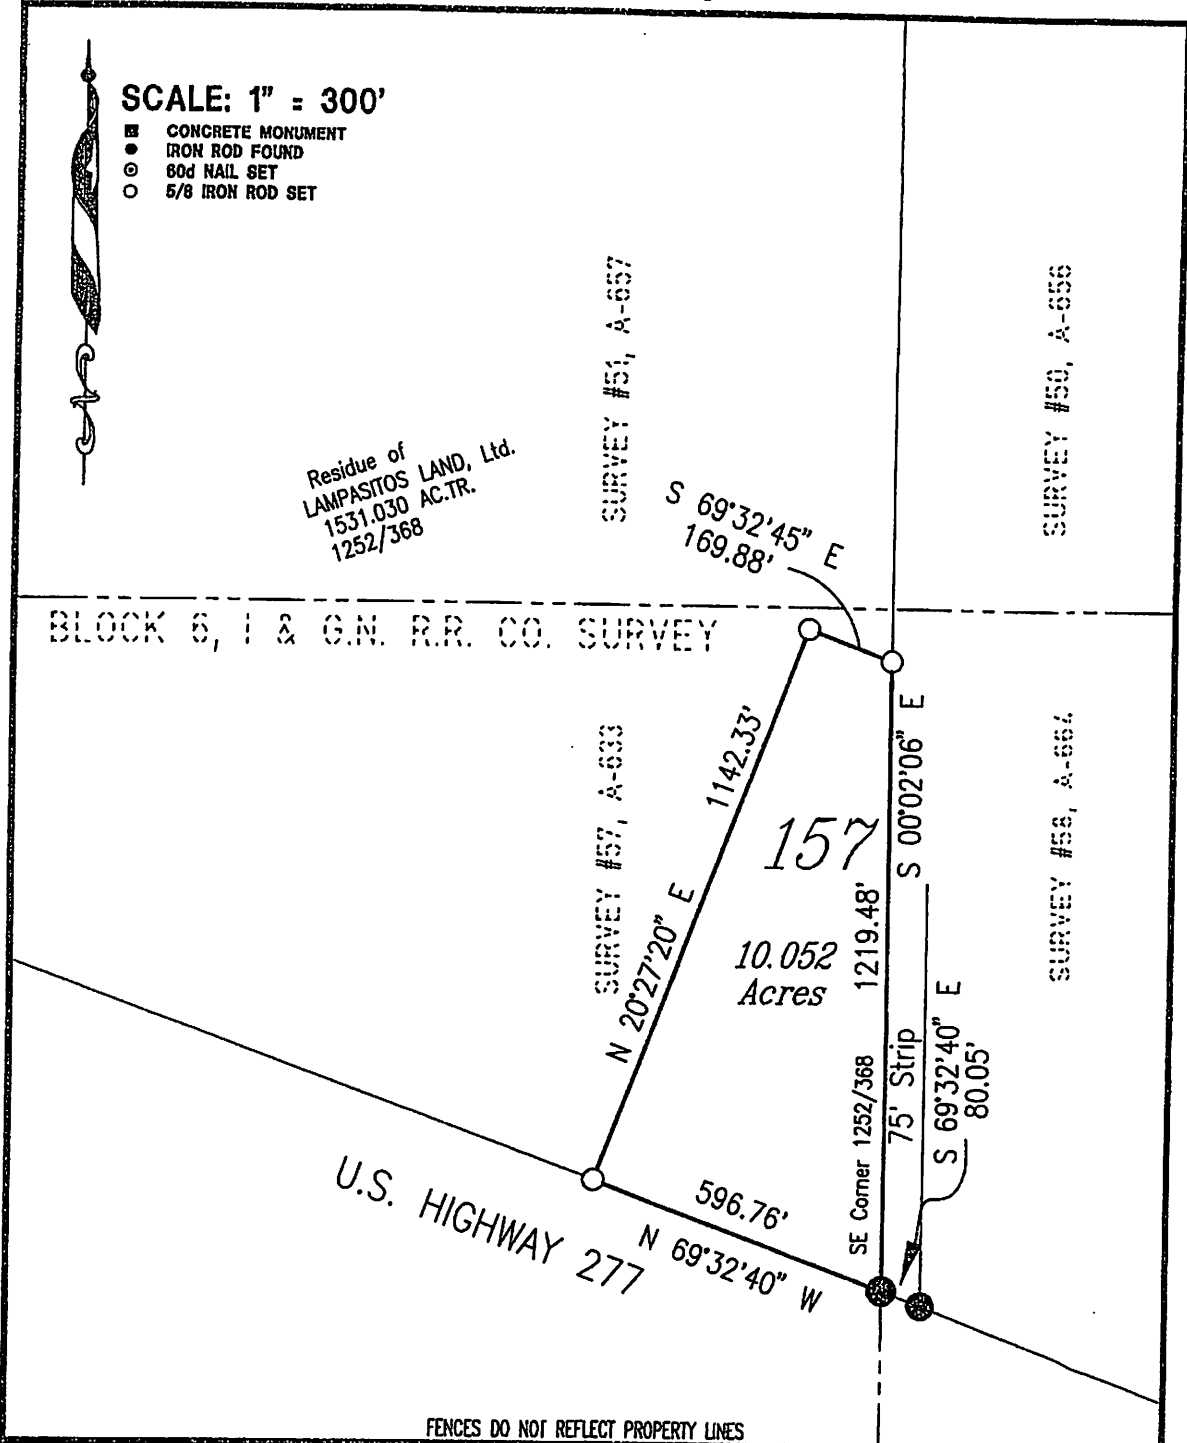 SCALE: 1" = 300'
CONCRETE MONUMENT
IRON ROD FOUND
60d NAIL SET
5/8 IRON ROD SET
SURVEY #51, A-657
SURVEY #50, A-656
Residue of
LAMPASITOS LAND, Ltd.
1531.030 AC.TR.
1252/368
S 69°32'45" E
169.88'
BLOCK 6, I & G.N. R.R. CO. SURVEY
1142.33'
N 20°27'20" E
SURVEY #57, A-633
157
10.052
Acres
S 00°02'06" E
1219.48'
SURVEY #58, A-664
SE Corner 1252/368
75' Strip
S 69°32'40" E
80.05'
596.76'
N 69°32'40" W
U.S. HIGHWAY 277
FENCES DO NOT REFLECT PROPERTY LINES